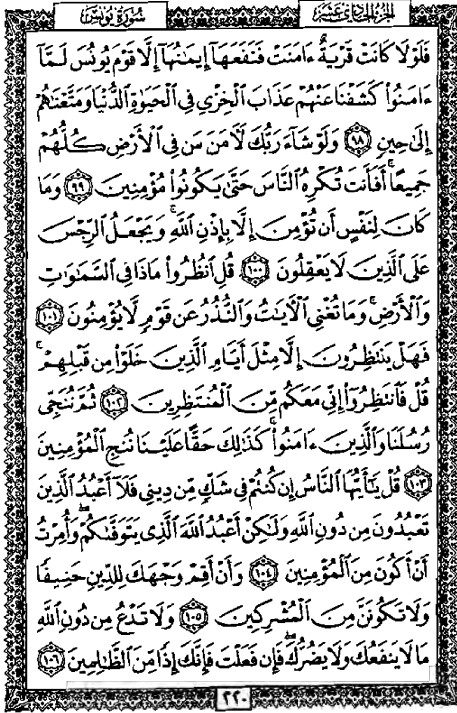 الجزء الحادي عشر
سورة يونس
فَلَوْلَا كَانَتْ قَرْيَةٌ ءَامَنَتْ فَنَفَعَهَآ إِيمَٰنُهَآ إِلَّا قَوْمَ يُونُسَ لَمَّآ
ءَامَنُوا۟ كَشَفْنَا عَنْهُمْ عَذَابَ ٱلْخِزْىِ فِى ٱلْحَيَوٰةِ ٱلدُّنْيَا وَمَتَّعْنَٰهُمْ
إِلَىٰ حِينٍ ٩٨ وَلَوْ شَآءَ رَبُّكَ لَءَامَنَ مَن فِى ٱلْأَرْضِ كُلُّهُمْ
جَمِيعًا ۚ أَفَأَنتَ تُكْرِهُ ٱلنَّاسَ حَتَّىٰ يَكُونُوا۟ مُؤْمِنِينَ ٩٩ وَمَا
كَانَ لِنَفْسٍ أَن تُؤْمِنَ إِلَّا بِإِذْنِ ٱللَّهِ ۚ وَيَجْعَلُ ٱلرِّجْسَ
عَلَى ٱلَّذِينَ لَا يَعْقِلُونَ ١٠٠ قُلِ ٱنظُرُوا۟ مَاذَا فِى ٱلسَّمَٰوَٰتِ
وَٱلْأَرْضِ ۚ وَمَا تُغْنِى ٱلْءَايَٰتُ وَٱلنُّذُرُ عَن قَوْمٍ لَّا يُؤْمِنُونَ ١٠١
فَهَلْ يَنتَظِرُونَ إِلَّا مِثْلَ أَيَّامِ ٱلَّذِينَ خَلَوْا۟ مِن قَبْلِهِمْ ۚ
قُلْ فَٱنتَظِرُوٓا۟ إِنِّى مَعَكُم مِّنَ ٱلْمُنتَظِرِينَ ١٠٢ ثُمَّ نُنَجِّى
رُسُلَنَا وَٱلَّذِينَ ءَامَنُوا۟ ۚ كَذَٰلِكَ حَقًّا عَلَيْنَا نُنجِ ٱلْمُؤْمِنِينَ
١٠٣ قُلْ يَٰٓأَيُّهَا ٱلنَّاسُ إِن كُنتُمْ فِى شَكٍّ مِّن دِينِى فَلَآ أَعْبُدُ ٱلَّذِينَ
تَعْبُدُونَ مِن دُونِ ٱللَّهِ وَلَٰكِنْ أَعْبُدُ ٱللَّهَ ٱلَّذِى يَتَوَفَّىٰكُمْ ۖ وَأُمِرْتُ
أَنْ أَكُونَ مِنَ ٱلْمُؤْمِنِينَ ١٠٤ وَأَنْ أَقِمْ وَجْهَكَ لِلدِّينِ حَنِيفًا
وَلَا تَكُونَنَّ مِنَ ٱلْمُشْرِكِينَ ١٠٥ وَلَا تَدْعُ مِن دُونِ ٱللَّهِ
مَا لَا يَنفَعُكَ وَلَا يَضُرُّكَ ۖ فَإِن فَعَلْتَ فَإِنَّكَ إِذًا مِّنَ ٱلظَّٰلِمِينَ ١٠٦
٢٢٠